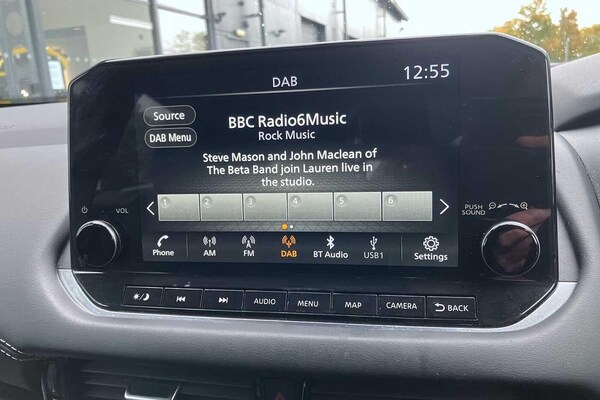 DAB
12:55
Source
DAB Menu
BBC Radio6Music
Rock Music
Steve Mason and John Maclean of
The Beta Band join Lauren live in
the studio.
1 2 3 4 5 6
VOL
PUSH
SOUND
Phone AM FM DAB BT Audio USB1 Settings
AUDIO MENU MAP CAMERA BACK